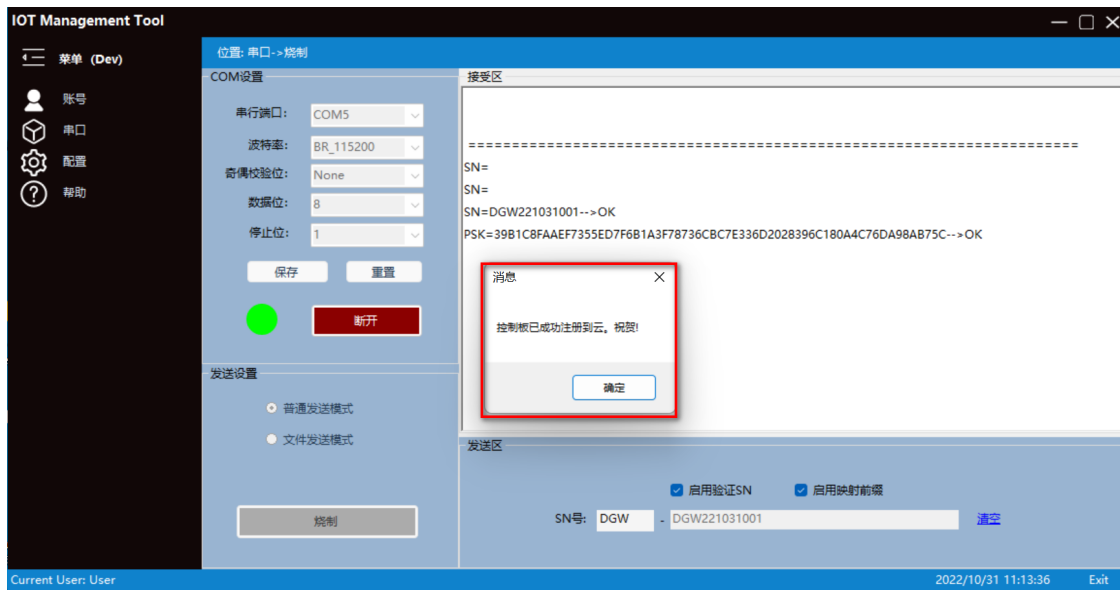 IOT Management Tool
菜单 (Dev)
账号
串口
配置
帮助
位置: 串口->烧制
COM设置
串行端口: COM5
波特率: BR_115200
奇偶校验位: None
数据位: 8
停止位: 1
保存 重置
断开
发送设置
普通发送模式
文件发送模式
烧制
接受区
======================================================================
SN=
SN=
SN=DGW221031001-->OK
PSK=39B1C8FAAEF7355ED7F6B1A3F78736CBC7E336D2028396C180A4C76DA98AB75C-->OK
消息
控制板已成功注册到云。祝贺!
确定
发送区
启用验证SN 启用映射前缀
SN号: DGW - DGW221031001 清空
Current User: User 2022/10/31 11:13:36 Exit